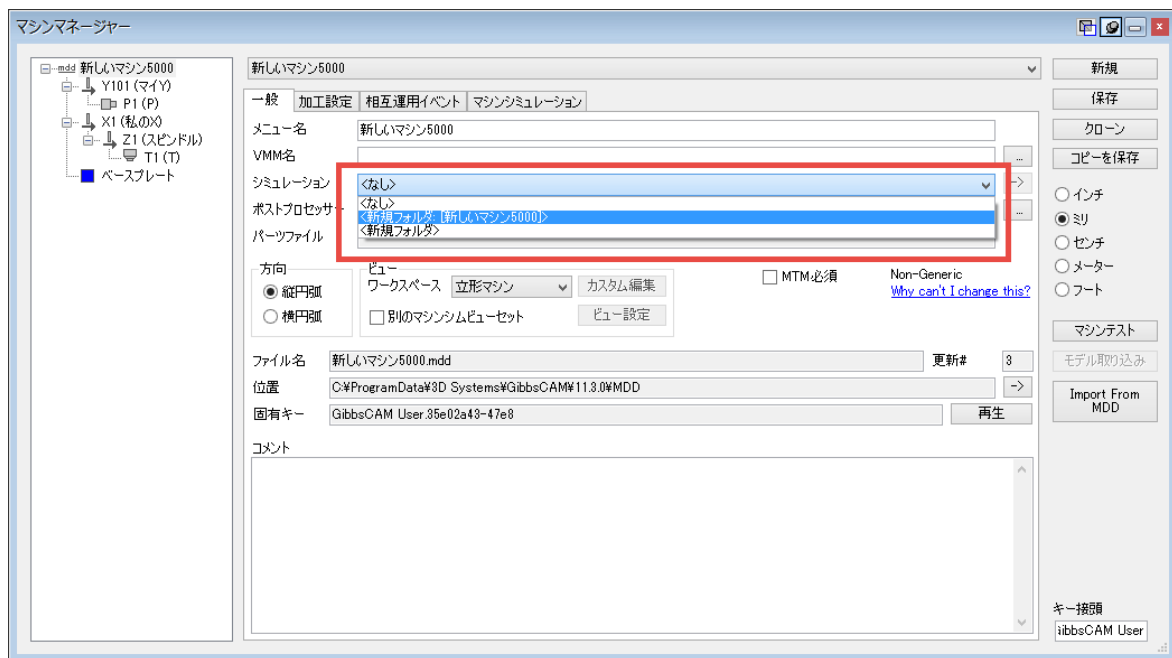 マシンマネージャー
mdd 新しいマシン5000
Y101 (マイY)
P1 (P)
X1 (私のX)
Z1 (スピンドル)
T1 (T)
ベースプレート
新しいマシン5000
一般 加工設定 相互運用イベント マシンシミュレーション
メニュー名 新しいマシン5000
VMM名 ...
シミュレーション <なし> ->
<なし>
<新規フォルダ: [新しいマシン5000]>
<新規フォルダ>
ポストプロセッサー ...
パーツファイル
方向
縦円弧
横円弧
ビュー
ワークスペース 立形マシン カスタム編集
別のマシンシムビューセット ビュー設定
MTM必須
Non-Generic
Why can't I change this?
ファイル名 新しいマシン5000.mdd 更新# 3
位置 C:¥ProgramData¥3D Systems¥GibbsCAM¥11.3.0¥MDD ->
固有キー GibbsCAM User.35e02a43-47e8 再生
コメント
新規
保存
クローン
コピーを保存
インチ
ミリ
センチ
メーター
フート
マシンテスト
モデル取り込み
Import From
MDD
キー接頭
ibbsCAM User